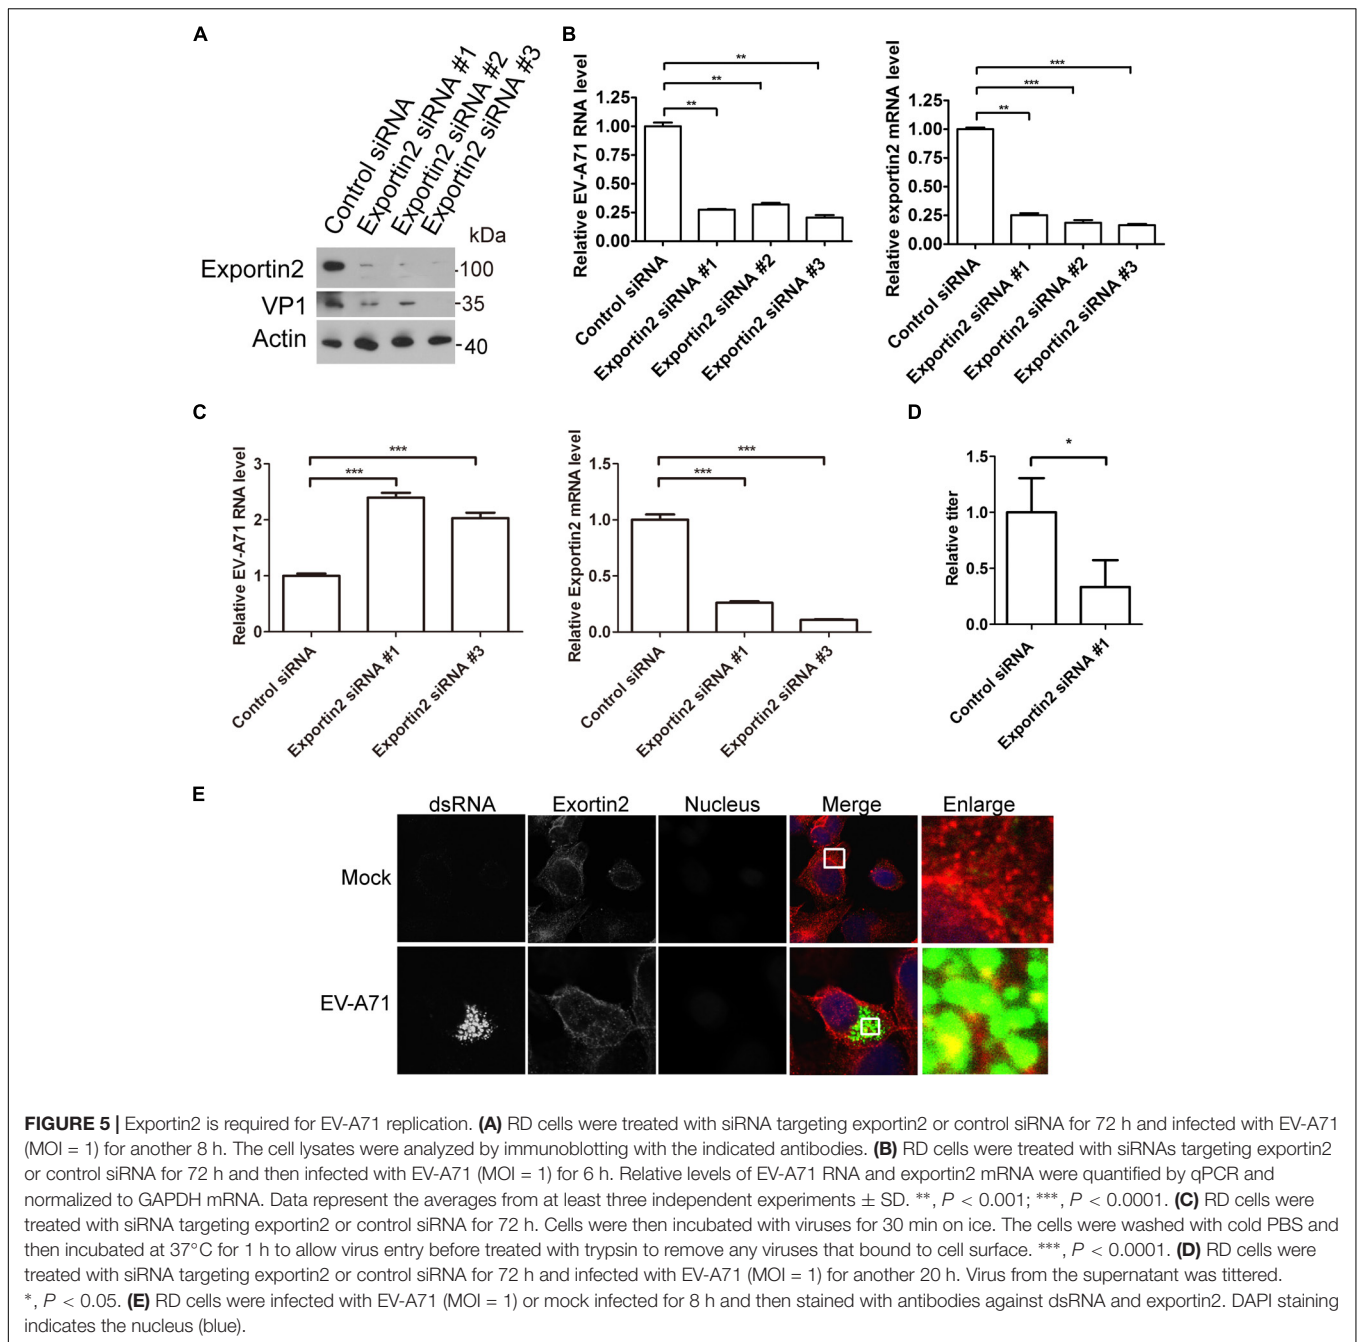 A
Control siRNA
Exportin2 siRNA #1
Exportin2 siRNA #2
Exportin2 siRNA #3
kDa
Exportin2
-100
VP1
-35
Actin
-40
B
Relative EV-A71 RNA level
1.25
1.00
0.75
0.50
0.25
0.00
**
**
**
Control siRNA
Exportin2 siRNA #1
Exportin2 siRNA #2
Exportin2 siRNA #3
Relative exportin2 mRNA level
1.25
1.00
0.75
0.50
0.25
0.00
***
***
**
Control siRNA
Exportin2 siRNA #1
Exportin2 siRNA #2
Exportin2 siRNA #3
C
Relative EV-A71 RNA level
3
2
1
0
***
***
Control siRNA
Exportin2 siRNA #1
Exportin2 siRNA #3
Relative Exportin2 mRNA level
1.5
1.0
0.5
0.0
***
***
Control siRNA
Exportin2 siRNA #1
Exportin2 siRNA #3
D
Relative titer
1.5
1.0
0.5
0.0
*
Control siRNA
Exportin2 siRNA #1
E
dsRNA Exortin2 Nucleus Merge Enlarge
Mock
EV-A71
FIGURE 5 | Exportin2 is required for EV-A71 replication. (A) RD cells were treated with siRNA targeting exportin2 or control siRNA for 72 h and infected with EV-A71
(MOI = 1) for another 8 h. The cell lysates were analyzed by immunoblotting with the indicated antibodies. (B) RD cells were treated with siRNAs targeting exportin2
or control siRNA for 72 h and then infected with EV-A71 (MOI = 1) for 6 h. Relative levels of EV-A71 RNA and exportin2 mRNA were quantified by qPCR and
normalized to GAPDH mRNA. Data represent the averages from at least three independent experiments ± SD. **, P < 0.001; ***, P < 0.0001. (C) RD cells were
treated with siRNA targeting exportin2 or control siRNA for 72 h. Cells were then incubated with viruses for 30 min on ice. The cells were washed with cold PBS and
then incubated at 37°C for 1 h to allow virus entry before treated with trypsin to remove any viruses that bound to cell surface. ***, P < 0.0001. (D) RD cells were
treated with siRNA targeting exportin2 or control siRNA for 72 h and infected with EV-A71 (MOI = 1) for another 20 h. Virus from the supernatant was tittered.
*, P < 0.05. (E) RD cells were infected with EV-A71 (MOI = 1) or mock infected for 8 h and then stained with antibodies against dsRNA and exportin2. DAPI staining
indicates the nucleus (blue).